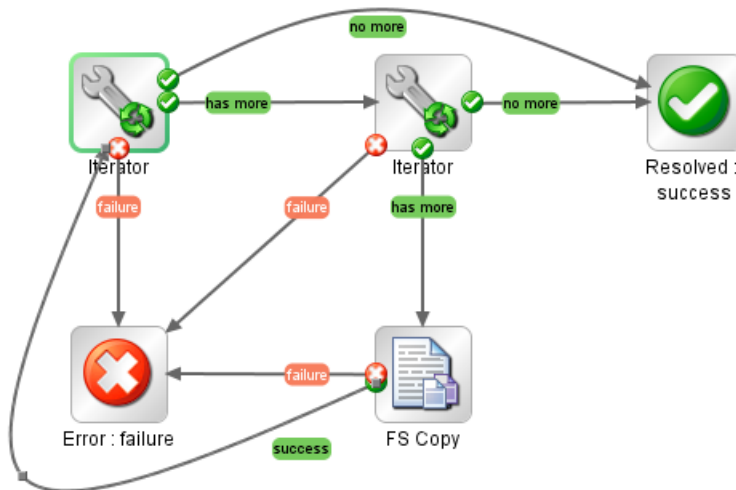 no more
has more
no more
Iterator
Iterator
Resolved :
success
failure
failure
has more
failure
Error : failure
FS Copy
success